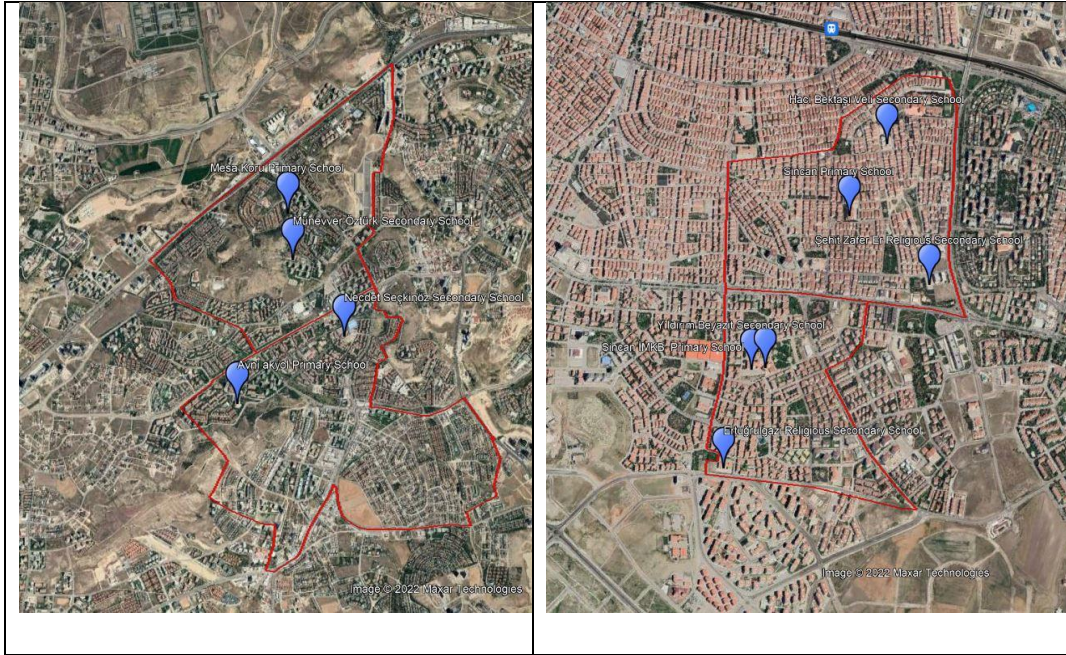 Mesa Koru Primary School
Münevver Öztürk Secondary School
Necdet Seçkinöz Secondary School
Avni akyol Primary School
Image © 2022 Maxar Technologies
Hacı Bektaşi Veli Secondary School
Sincan Primary School
Şehit Zafer Er Religious Secondary School
Yıldırım Beyazıt Secondary School
Sincan IMKB Primary School
Ertuğrulgazi Religious Secondary School
Image © 2022 Maxar Technologies